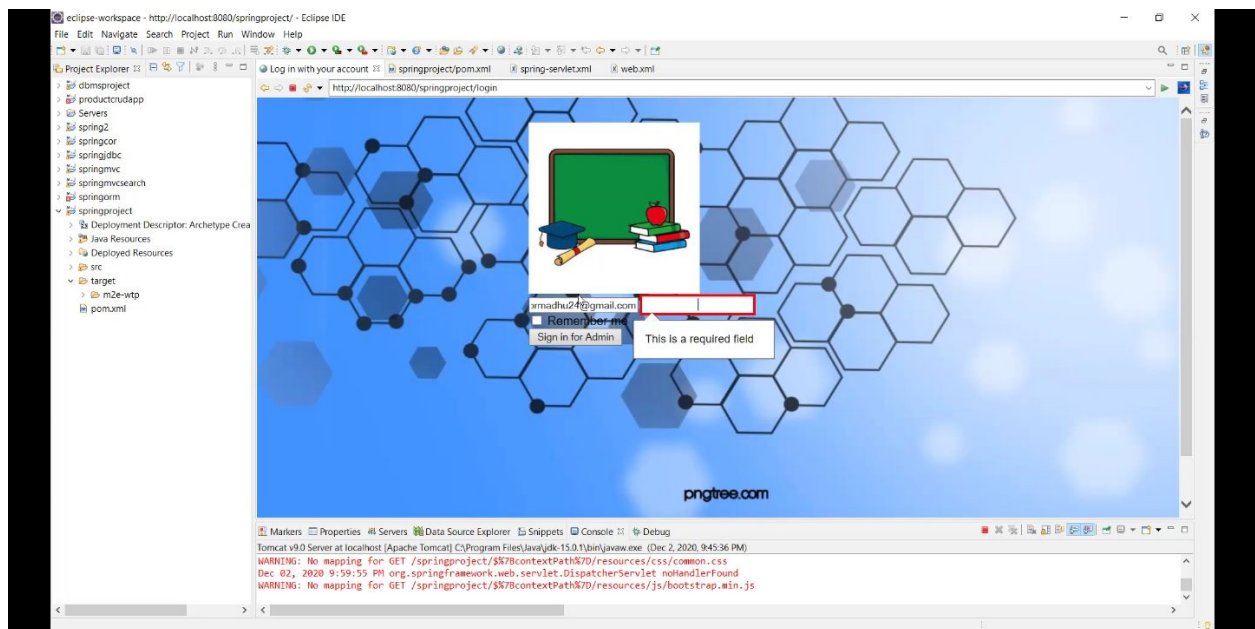 eclipse-workspace - http://localhost:8080/springproject/ - Eclipse IDE
File Edit Navigate Search Project Run Window Help
Project Explorer
Log in with your account springproject/pom.xml spring-servlet.xml web.xml
http://localhost:8080/springproject/login
dbmsproject
productcrudapp
Servers
spring2
springcor
springjdbc
springmvc
springmvcsearch
springorm
springproject
Deployment Descriptor: Archetype Crea
Java Resources
Deployed Resources
src
target
m2e-wtp
pom.xml
ormadhu24@gmail.com
Remember me
Sign in for Admin
This is a required field
pngtree.com
Markers Properties Servers Data Source Explorer Snippets Console Debug
Tomcat v9.0 Server at localhost [Apache Tomcat] C:\Program Files\Java\jdk-15.0.1\bin\javaw.exe (Dec 2, 2020, 9:45:36 PM)
WARNING: No mapping for GET /springproject/$%7BcontextPath%7D/resources/css/common.css
Dec 02, 2020 9:59:55 PM org.springframework.web.servlet.DispatcherServlet noHandlerFound
WARNING: No mapping for GET /springproject/$%7BcontextPath%7D/resources/js/bootstrap.min.js